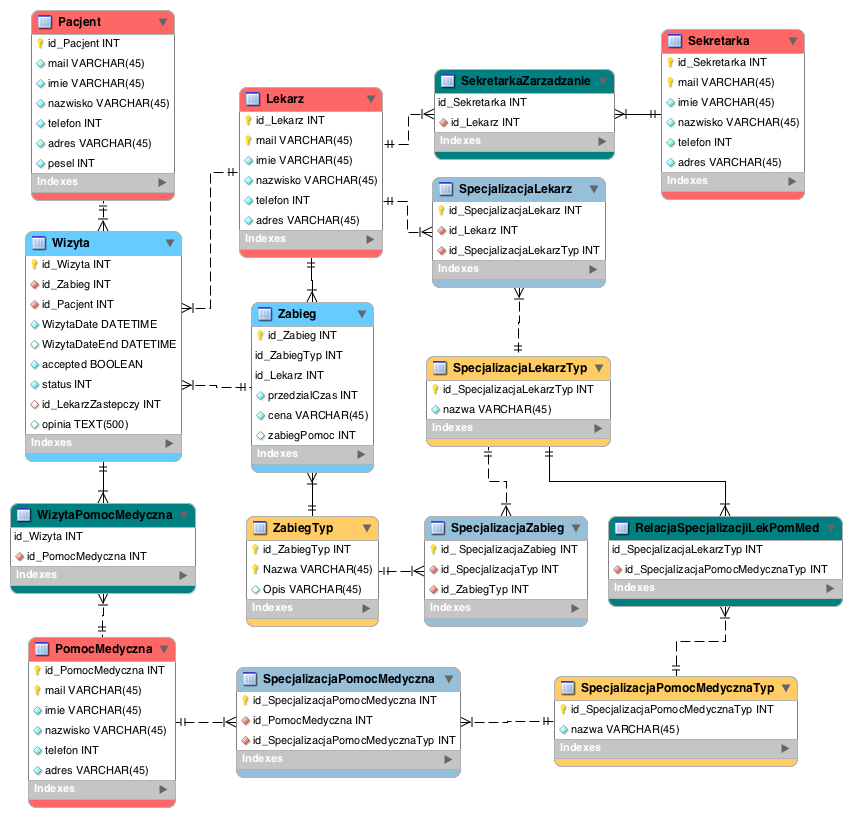 Pacjent
id_Pacjent INT
mail VARCHAR(45)
imie VARCHAR(45)
nazwisko VARCHAR(45)
telefon INT
adres VARCHAR(45)
pesel INT
Indexes
Lekarz
id_Lekarz INT
mail VARCHAR(45)
imie VARCHAR(45)
nazwisko VARCHAR(45)
telefon INT
adres VARCHAR(45)
Indexes
SekretarkaZarzadzanie
id_Sekretarka INT
id_Lekarz INT
Indexes
Sekretarka
id_Sekretarka INT
mail VARCHAR(45)
imie VARCHAR(45)
nazwisko VARCHAR(45)
telefon INT
adres VARCHAR(45)
Indexes
SpecjalizacjaLekarz
id_SpecjalizacjaLekarz INT
id_Lekarz INT
id_SpecjalizacjaLekarzTyp INT
Indexes
Wizyta
id_Wizyta INT
id_Zabieg INT
id_Pacjent INT
WizytaDate DATETIME
WizytaDateEnd DATETIME
accepted BOOLEAN
status INT
id_LekarzZastepczy INT
opinia TEXT(500)
Indexes
Zabieg
id_Zabieg INT
id_ZabiegTyp INT
id_Lekarz INT
przedzialCzas INT
cena VARCHAR(45)
zabiegPomoc INT
Indexes
SpecjalizacjaLekarzTyp
id_SpecjalizacjaLekarzTyp INT
nazwa VARCHAR(45)
Indexes
WizytaPomocMedyczna
id_Wizyta INT
id_PomocMedyczna INT
Indexes
ZabiegTyp
id_ZabiegTyp INT
Nazwa VARCHAR(45)
Opis VARCHAR(45)
Indexes
SpecjalizacjaZabieg
id_ SpecjalizacjaZabieg INT
id_SpecjalizacjaTyp INT
id_ZabiegTyp INT
Indexes
RelacjaSpecjalizacjiLekPomMed
id_SpecjalizacjaLekarzTyp INT
id_SpecjalizacjaPomocMedycznaTyp INT
Indexes
PomocMedyczna
id_PomocMedyczna INT
mail VARCHAR(45)
imie VARCHAR(45)
nazwisko VARCHAR(45)
telefon INT
adres VARCHAR(45)
Indexes
SpecjalizacjaPomocMedyczna
id_SpecjalizacjaPomocMedyczna INT
id_PomocMedyczna INT
id_SpecjalizacjaPomocMedycznaTyp INT
Indexes
SpecjalizacjaPomocMedycznaTyp
id_SpecjalizacjaPomocMedycznaTyp INT
nazwa VARCHAR(45)
Indexes